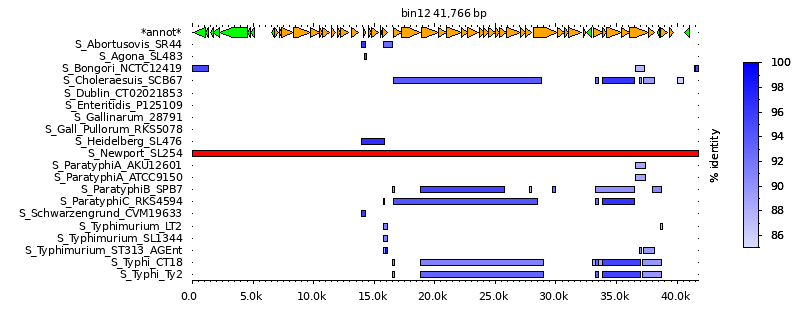 bin12 41,766 bp
*annot*
S_Abortusovis_SR44
S_Agona_SL483
S_Bongori_NCTC12419
S_Choleraesuis_SCB67
S_Dublin_CT02021853
S_Enteritidis_P125109
S_Gallinarum_28791
S_Gall_Pullorum_RKS5078
S_Heidelberg_SL476
S_Newport_SL254
S_ParatyphiA_AKU12601
S_ParatyphiA_ATCC9150
S_ParatyphiB_SPB7
S_ParatyphiC_RKS4594
S_Schwarzengrund_CVM19633
S_Typhimurium_LT2
S_Typhimurium_SL1344
S_Typhimurium_ST313_AGEnt
S_Typhi_CT18
S_Typhi_Ty2
0.0 5.0k 10.0k 15.0k 20.0k 25.0k 30.0k 35.0k 40.0k
% identity
100
98
96
94
92
90
88
86